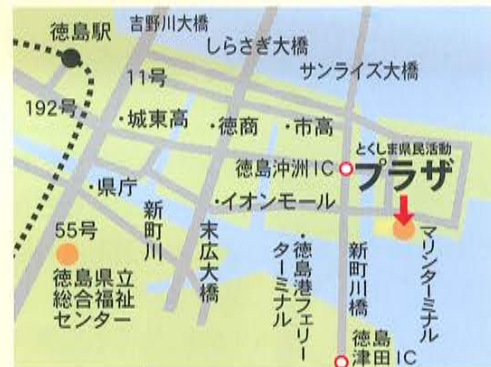 吉野川大橋
徳島駅
しらさぎ大橋
サンライズ大橋
11号
192号
・城東高
・徳商
・市高
とくしま県民活動
プラザ
徳島沖洲IC
・県庁
・イオンモール
新町川
末広大橋
・徳島港フェリー
ターミナル
新町川橋
マリンターミナル
55号
徳島県立
総合福祉
センター
徳島
津田IC